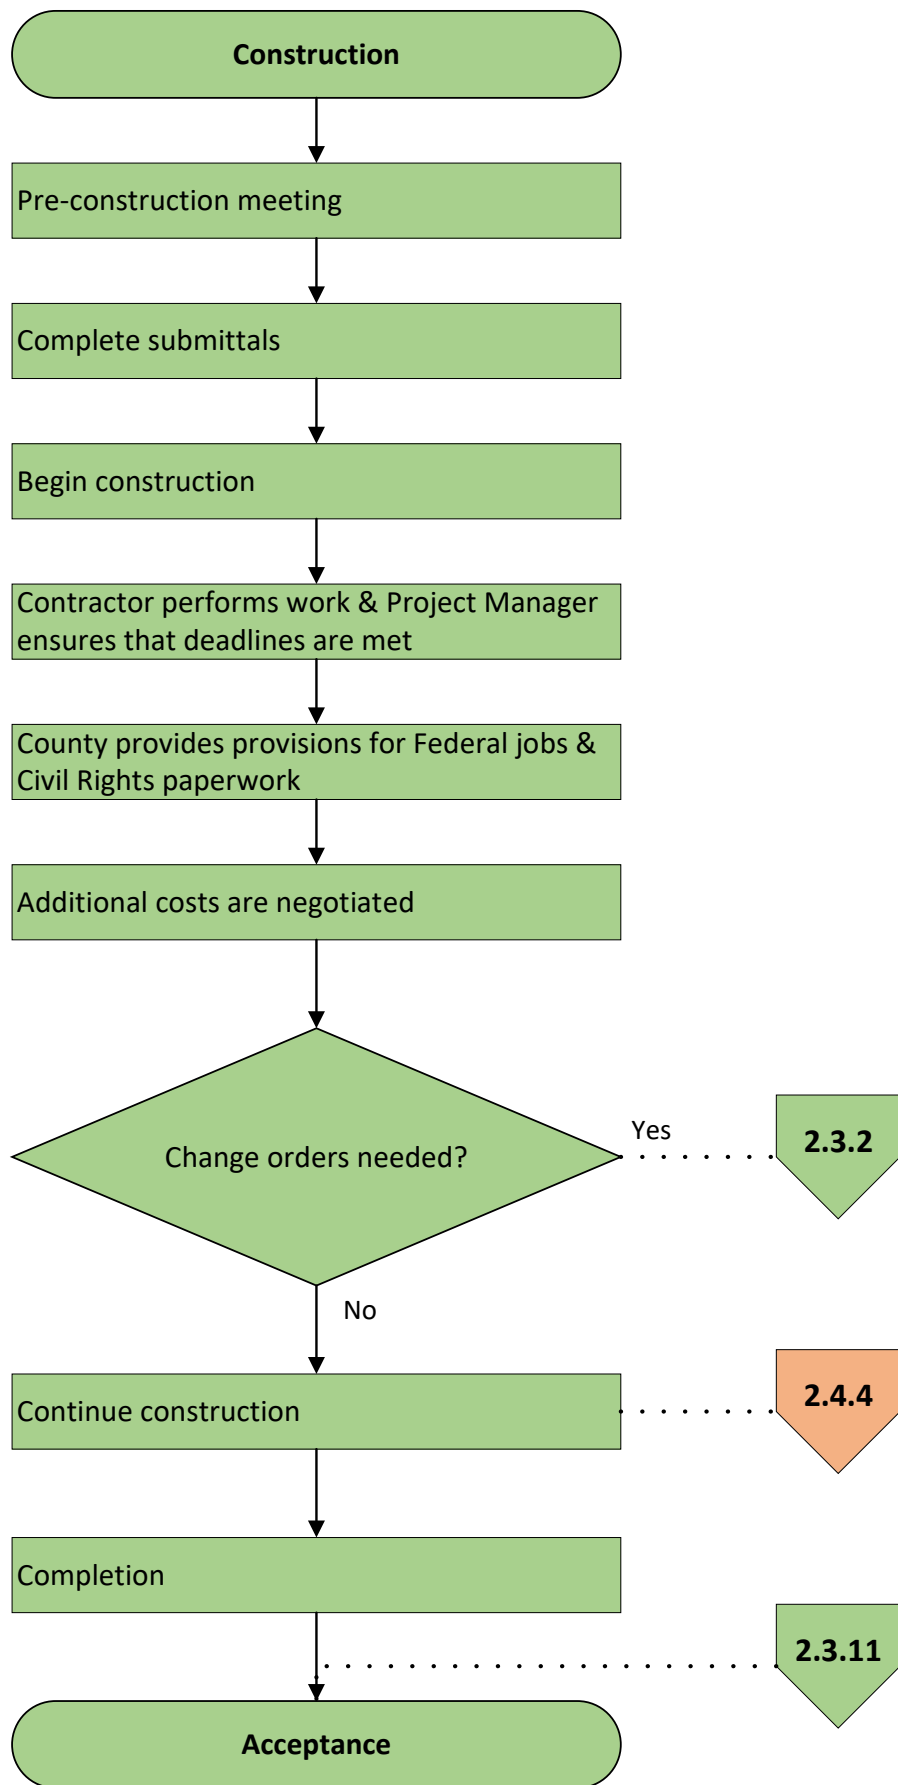 Construction
Pre-construction meeting
Complete submittals
Begin construction
Contractor performs work & Project Manager
ensures that deadlines are met
County provides provisions for Federal jobs &
Civil Rights paperwork
Additional costs are negotiated
Change orders needed?
Yes
2.3.2
No
Continue construction
2.4.4
Completion
2.3.11
Acceptance